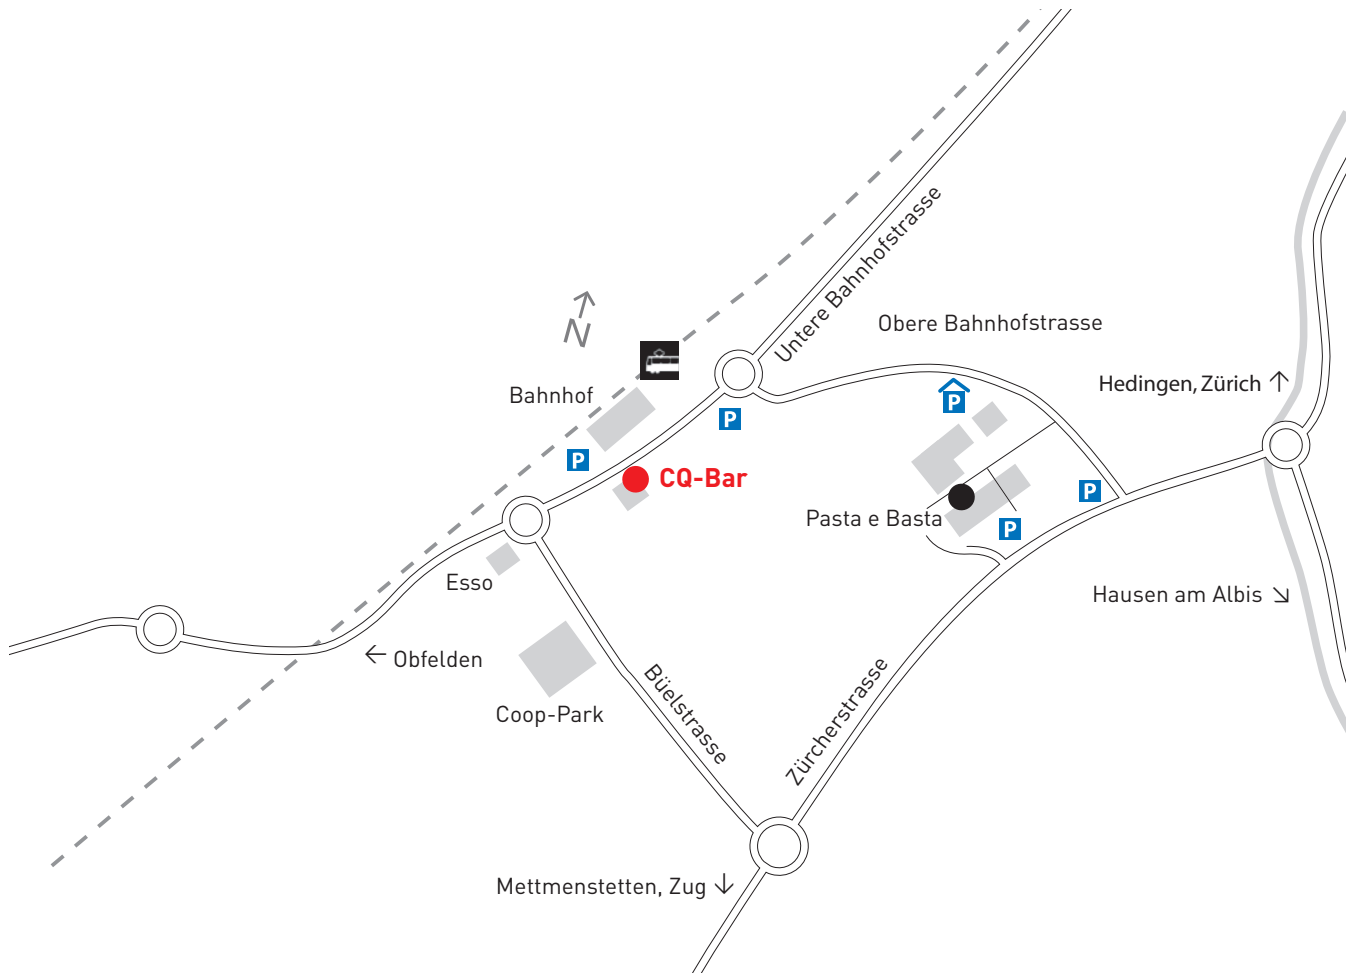 Untere Bahnhofstrasse
N
Obere Bahnhofstrasse
Bahnhof
Hedingen, Zürich ↑
P
P
P
CQ-Bar
P
Pasta e Basta
P
Esso
Hausen am Albis ↘
← Obfelden
Coop-Park
Büelstrasse
Zürcherstrasse
Mettmenstetten, Zug ↓